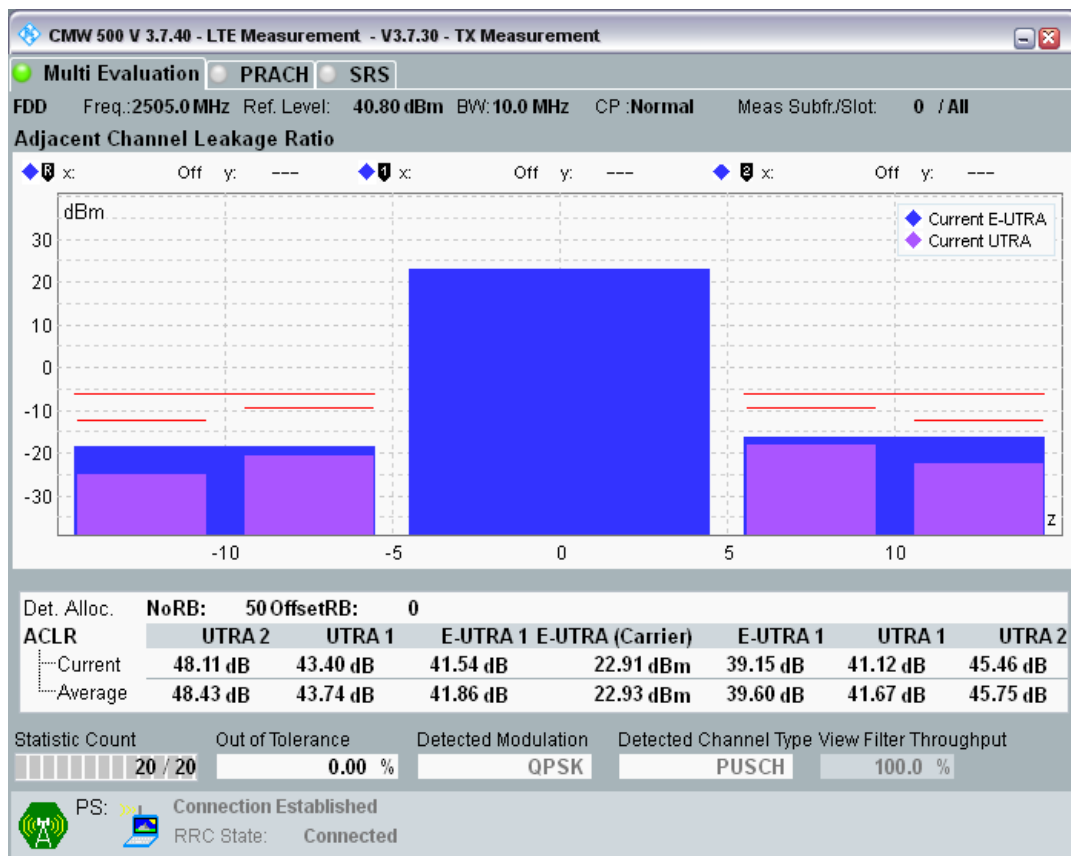 CMW 500 V 3.7.40 - LTE Measurement - V3.7.30 - TX Measurement
Multi Evaluation PRACH SRS
FDD Freq.:2505.0 MHz Ref. Level: 40.80 dBm BW: 10.0 MHz CP :Normal Meas Subfr./Slot: 0 / All
Adjacent Channel Leakage Ratio
R x: Off y: --- 1 x: Off y: --- 2 x: Off y: ---
dBm
Current E-UTRA
Current UTRA
30
20
10
0
-10
-20
-30
z
-10 -5 0 5 10
Det. Alloc. NoRB: 50 OffsetRB: 0
ACLR UTRA 2 UTRA 1 E-UTRA 1 E-UTRA (Carrier) E-UTRA 1 UTRA 1 UTRA 2
Current 48.11 dB 43.40 dB 41.54 dB 22.91 dBm 39.15 dB 41.12 dB 45.46 dB
Average 48.43 dB 43.74 dB 41.86 dB 22.93 dBm 39.60 dB 41.67 dB 45.75 dB
Statistic Count Out of Tolerance Detected Modulation Detected Channel Type View Filter Throughput
20 / 20 0.00 % QPSK PUSCH 100.0 %
PS: Connection Established
RRC State: Connected